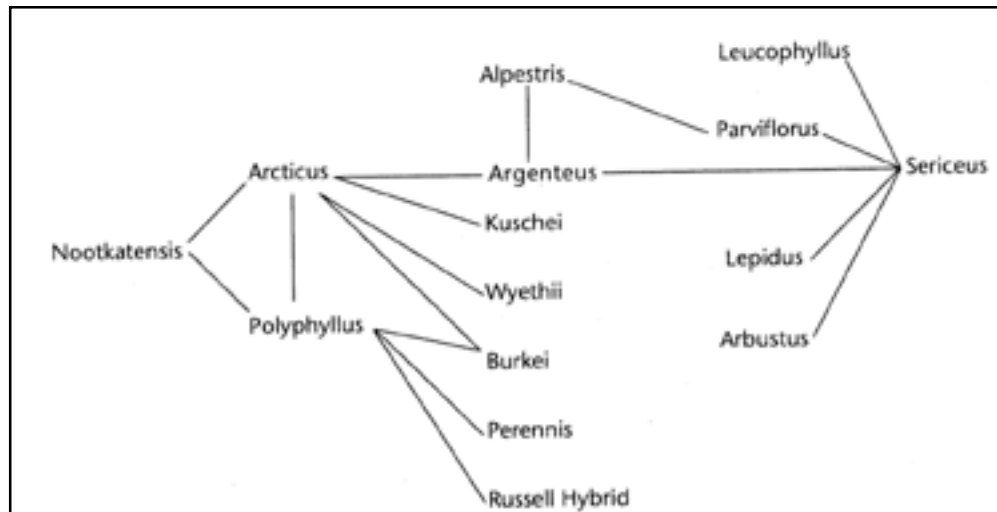 Leucophyllus
Alpestris
Parviflorus
Sericeus
Arcticus
Argenteus
Kuschei
Nootkatensis
Lepidus
Wyethii
Polyphyllus
Arbustus
Burkei
Perennis
Russell Hybrid